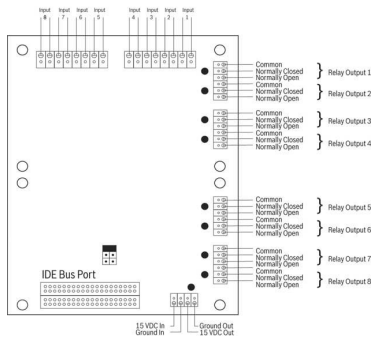 Input Input Input Input Input Input Input Input
8 7 6 5 4 3 2 1
Common
Normally Closed
Normally Open
Relay Output 1
Common
Normally Closed
Normally Open
Relay Output 2
Common
Normally Closed
Normally Open
Relay Output 3
Common
Normally Closed
Normally Open
Relay Output 4
Common
Normally Closed
Normally Open
Relay Output 5
Common
Normally Closed
Normally Open
Relay Output 6
Common
Normally Closed
Normally Open
Relay Output 7
Common
Normally Closed
Normally Open
Relay Output 8
IDE Bus Port
15 VDC In
Ground In
Ground Out
15 VDC Out